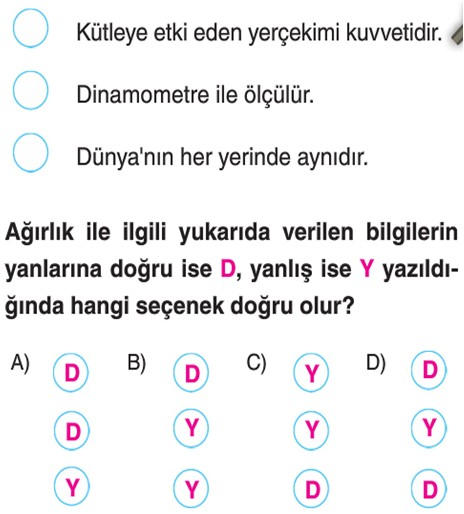 Kütleye etki eden yerçekimi kuvvetidir.
Dinamometre ile ölçülür.
Dünya'nın her yerinde aynıdır.
Ağırlık ile ilgili yukarıda verilen bilgilerin
yanlarına doğru ise D, yanlış ise Y yazıldı-
ğında hangi seçenek doğru olur?
A) D B) D C) Y D) D
D Y Y Y
Y Y D D